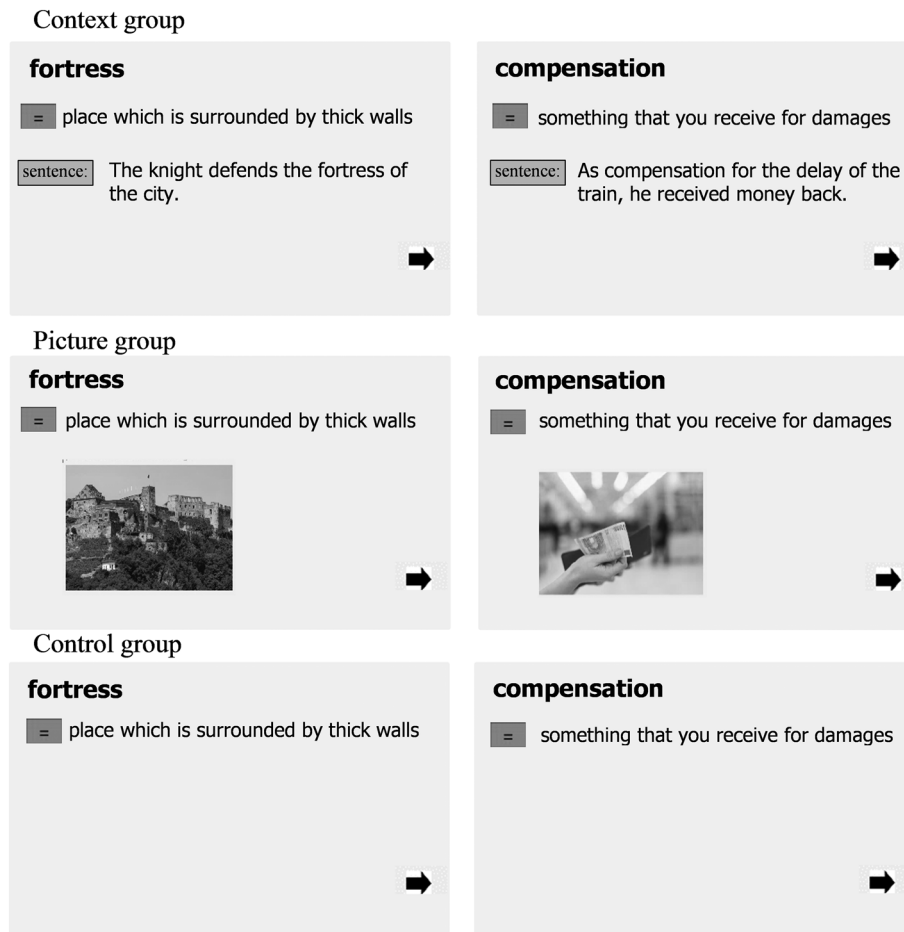 Context group
fortress
= place which is surrounded by thick walls
sentence: The knight defends the fortress of
the city.
compensation
= something that you receive for damages
sentence: As compensation for the delay of the
train, he received money back.
Picture group
fortress
= place which is surrounded by thick walls
compensation
= something that you receive for damages
Control group
fortress
= place which is surrounded by thick walls
compensation
= something that you receive for damages